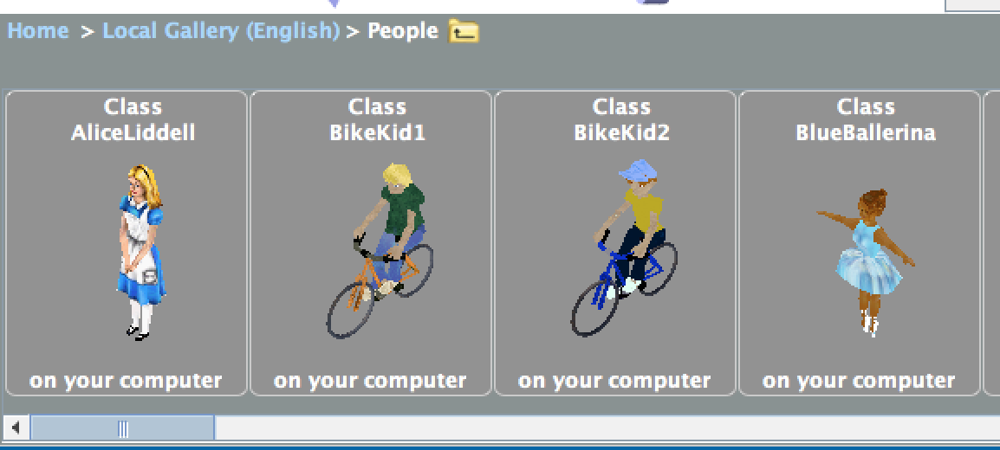 Home > Local Gallery (English) > People
Class
AliceLiddell
on your computer
Class
BikeKid1
on your computer
Class
BikeKid2
on your computer
Class
BlueBallerina
on your computer